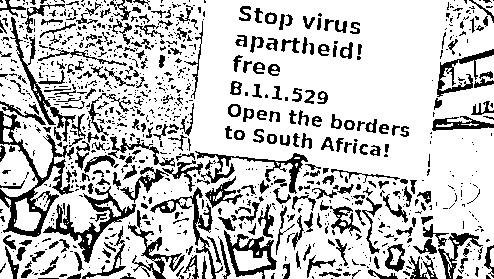 Stop virus
apartheid!
free
B.1.1.529
Open the borders
to South Africa!